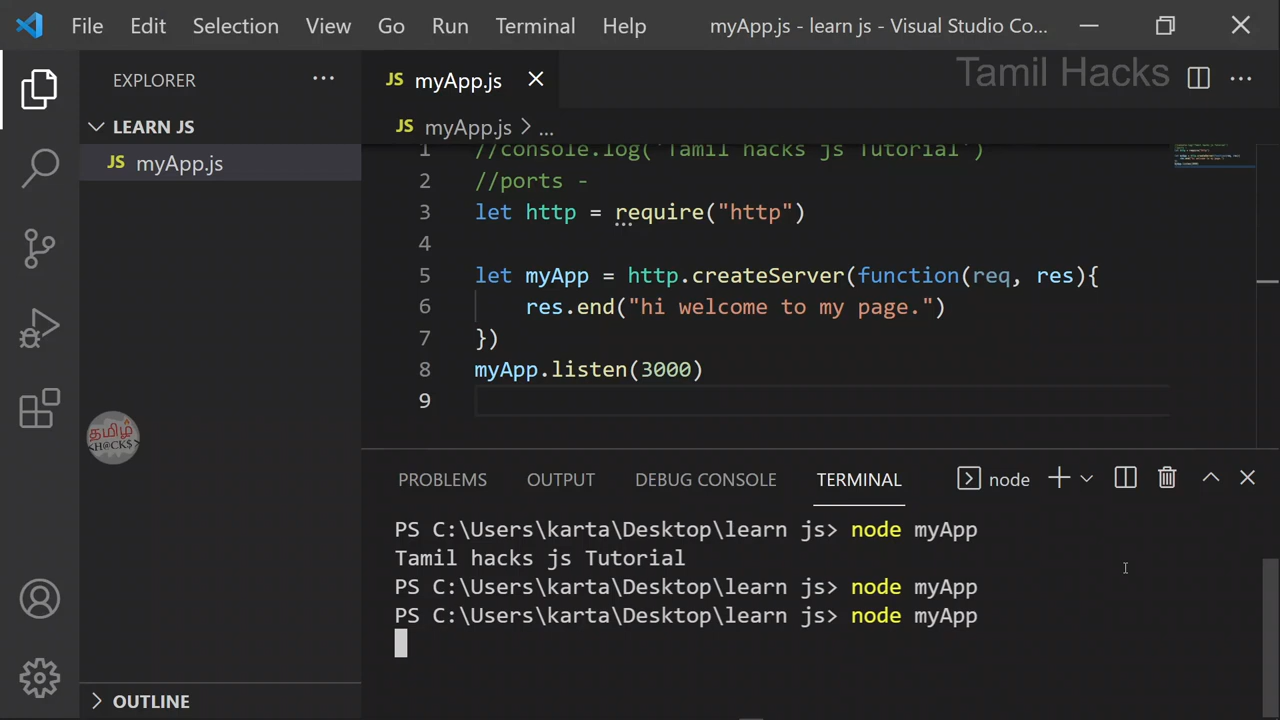 File Edit Selection View Go Run Terminal Help myApp.js - learn js - Visual Studio Co...
Tamil Hacks
EXPLORER
LEARN JS
JS myApp.js
JS myApp.js
JS myApp.js > ...
1 //console.log('Tamil hacks js Tutorial')
2 //ports -
3 let http = require("http")
4
5 let myApp = http.createServer(function(req, res){
6 res.end("hi welcome to my page.")
7 })
8 myApp.listen(3000)
9
தமிழ்
<H@CK$>
PROBLEMS OUTPUT DEBUG CONSOLE TERMINAL node
PS C:\Users\karta\Desktop\learn js> node myApp
Tamil hacks js Tutorial
PS C:\Users\karta\Desktop\learn js> node myApp
PS C:\Users\karta\Desktop\learn js> node myApp
OUTLINE